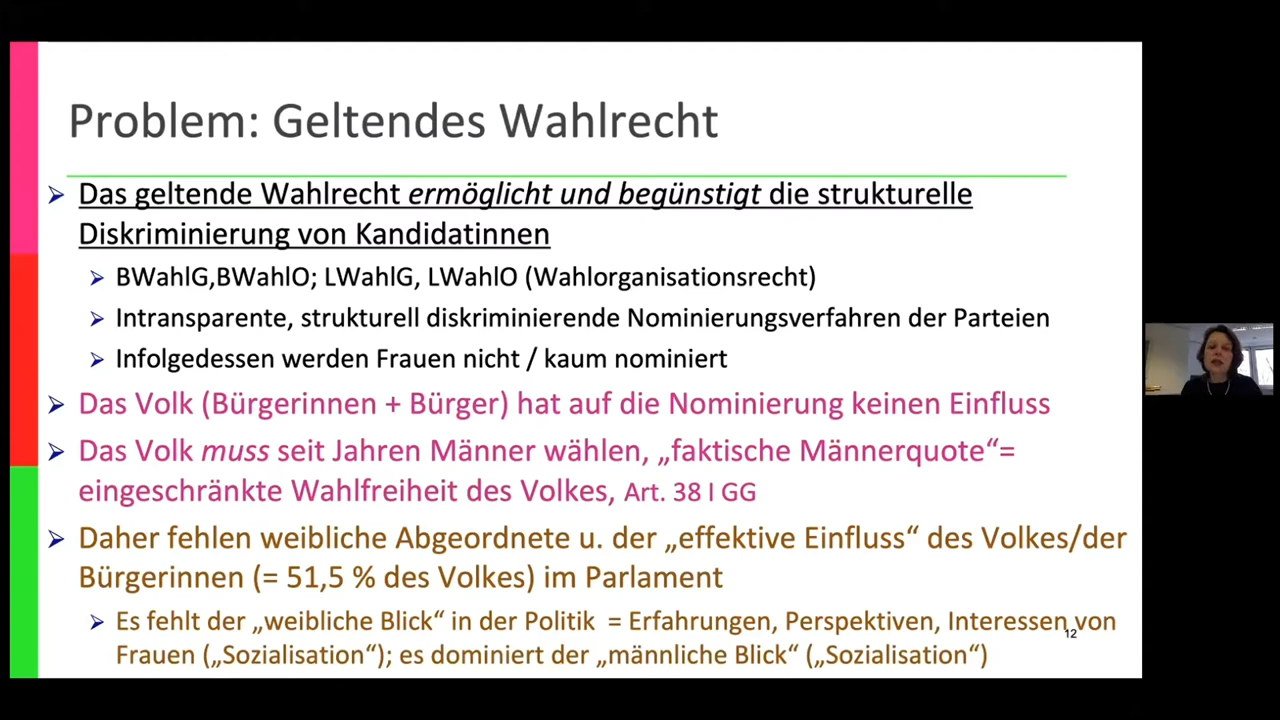 Problem: Geltendes Wahlrecht
Das geltende Wahlrecht ermöglicht und begünstigt die strukturelle
Diskriminierung von Kandidatinnen
BWahlG,BWahlO; LWahlG, LWahlO (Wahlorganisationsrecht)
Intransparente, strukturell diskriminierende Nominierungsverfahren der Parteien
Infolgedessen werden Frauen nicht / kaum nominiert
Das Volk (Bürgerinnen + Bürger) hat auf die Nominierung keinen Einfluss
Das Volk muss seit Jahren Männer wählen, „faktische Männerquote“=
eingeschränkte Wahlfreiheit des Volkes, Art. 38 I GG
Daher fehlen weibliche Abgeordnete u. der „effektive Einfluss“ des Volkes/der
Bürgerinnen (= 51,5 % des Volkes) im Parlament
Es fehlt der „weibliche Blick“ in der Politik = Erfahrungen, Perspektiven, Interessen von
Frauen („Sozialisation“); es dominiert der „männliche Blick“ („Sozialisation“)
12